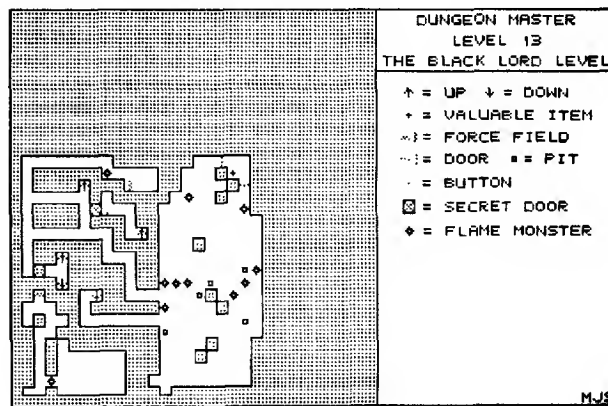 DUNGEON MASTER
LEVEL 13
THE BLACK LORD LEVEL
↑ = UP ↓ = DOWN
+ = VALUABLE ITEM
= FORCE FIELD
= DOOR ▪ = PIT
· = BUTTON
= SECRET DOOR
◆ = FLAME MONSTER
MJS